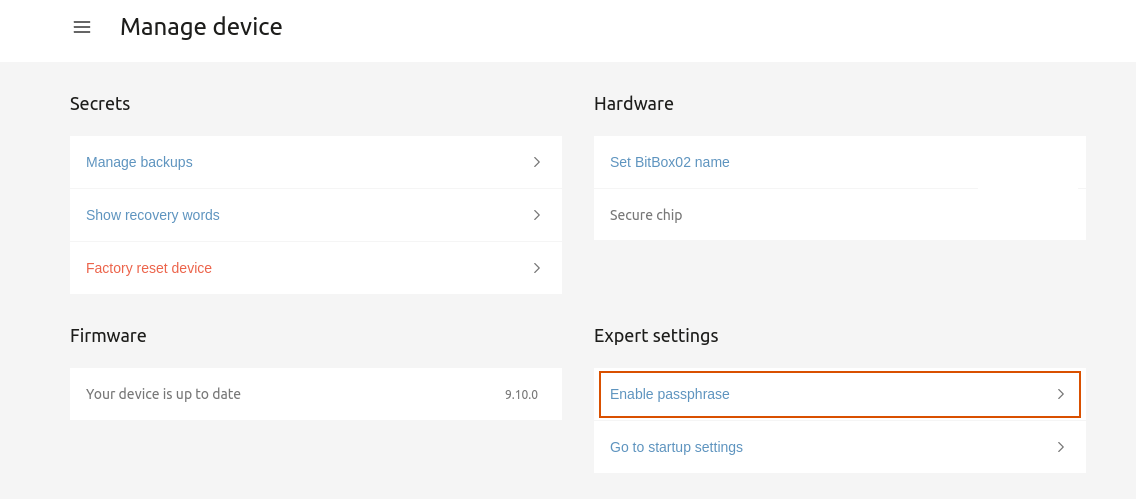 Manage device
Secrets
Manage backups
Show recovery words
Factory reset device
Hardware
Set BitBox02 name
Secure chip
Firmware
Your device is up to date 9.10.0
Expert settings
Enable passphrase
Go to startup settings